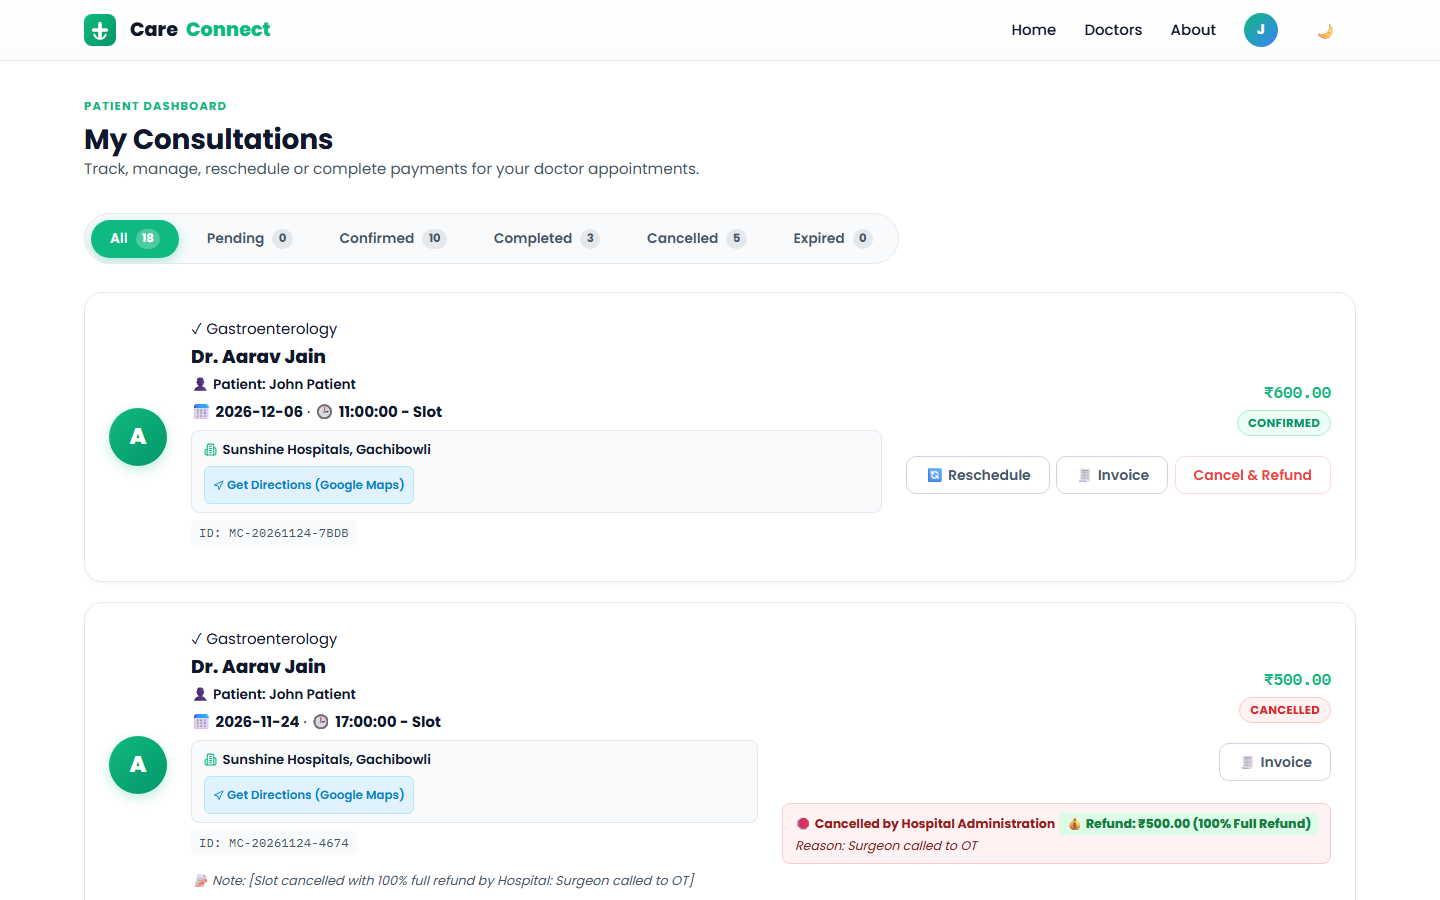 Care Connect
Home Doctors About J
PATIENT DASHBOARD
My Consultations
Track, manage, reschedule or complete payments for your doctor appointments.
All 18 Pending 0 Confirmed 10 Completed 3 Cancelled 5 Expired 0
✓ Gastroenterology
Dr. Aarav Jain
Patient: John Patient
2026-12-06 · 11:00:00 - Slot
A
Sunshine Hospitals, Gachibowli
Get Directions (Google Maps)
ID: MC-20261124-7BDB
₹600.00
CONFIRMED
Reschedule Invoice Cancel & Refund
✓ Gastroenterology
Dr. Aarav Jain
Patient: John Patient
2026-11-24 · 17:00:00 - Slot
A
Sunshine Hospitals, Gachibowli
Get Directions (Google Maps)
ID: MC-20261124-4674
Note: [Slot cancelled with 100% full refund by Hospital: Surgeon called to OT]
₹500.00
CANCELLED
Invoice
Cancelled by Hospital Administration Refund: ₹500.00 (100% Full Refund)
Reason: Surgeon called to OT